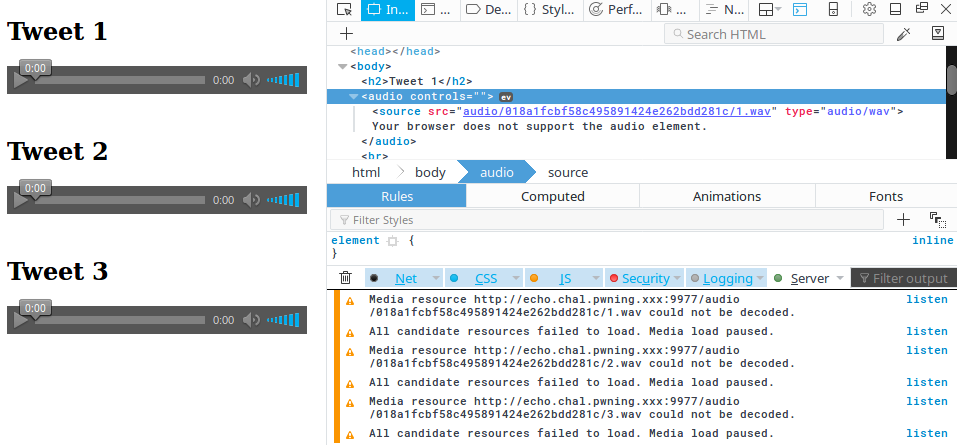 Tweet 1
0:00
0:00
Tweet 2
0:00
0:00
Tweet 3
0:00
0:00
In... ... De... { } Styl... Perf... ... N...
Search HTML
<head></head>
<body>
<h2>Tweet 1</h2>
<audio controls=""> ev
<source src="audio/018a1fcbf58c495891424e262bdd281c/1.wav" type="audio/wav">
Your browser does not support the audio element.
</audio>
<br>
html body audio source
Rules Computed Animations Fonts
Filter Styles
element { inline
}
Net CSS JS Security Logging Server Filter output
Media resource http://echo.chal.pwning.xxx:9977/audio listen
/018a1fcbf58c495891424e262bdd281c/1.wav could not be decoded.
All candidate resources failed to load. Media load paused. listen
Media resource http://echo.chal.pwning.xxx:9977/audio listen
/018a1fcbf58c495891424e262bdd281c/2.wav could not be decoded.
All candidate resources failed to load. Media load paused. listen
Media resource http://echo.chal.pwning.xxx:9977/audio listen
/018a1fcbf58c495891424e262bdd281c/3.wav could not be decoded.
All candidate resources failed to load. Media load paused. listen